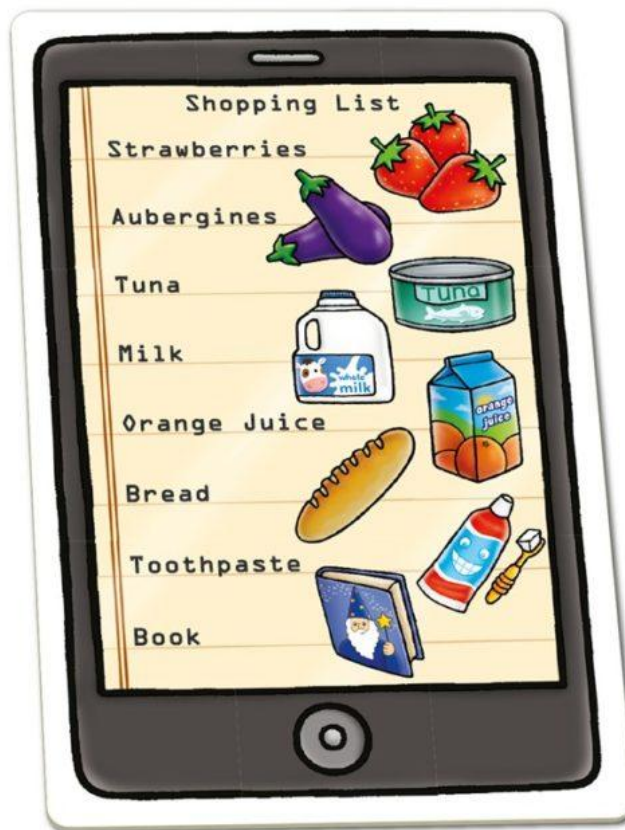 Shopping List
Strawberries
Aubergines
Tuna
Tuna
Milk
whole
milk
Orange Juice
orange
juice
Bread
Toothpaste
Book